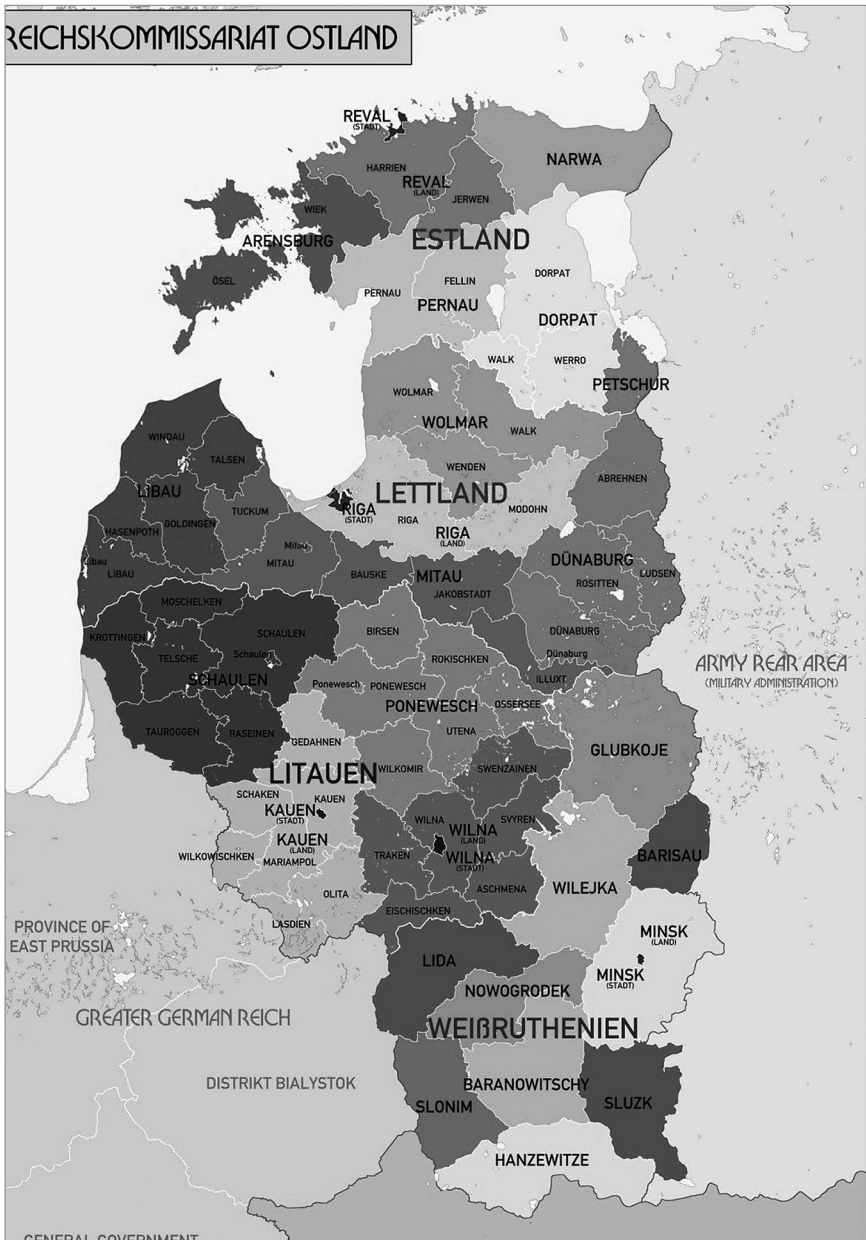 REICHSKOMMISSARIAT OSTLAND
REVAL
(STADT)
NARWA
HARRIEN
REVAL
(LAND)
JERWEN
WIEK
ARENSBURG
ESTLAND
ÖSEL
FELLIN
DORPAT
PERNAU
PERNAU
DORPAT
WALK
WERRO
PETSCHUR
WOLMAR
WOLMAR
WALK
WINDAU
TALSEN
WENDEN
ABREHNEN
LIBAU
LETTLAND
TUCKUM
RIGA
(STADT)
RIGA
MODOHN
GOLDINGEN
HASENPOTH
RIGA
(LAND)
Mitau
MITAU
Libau
LIBAU
BAUSKE
MITAU
JAKOBSTADT
DÜNABURG
ROSITTEN
LUDSEN
MOSCHELKEN
KROTTINGEN
SCHAULEN
BIRSEN
DÜNABURG
Dünaburg
TELSCHE
Schaulen
SCHAULEN
ROKISCHKEN
ILLUXT
ARMY REAR AREA
(MILITARY ADMINISTRATION)
Ponewesch
PONEWESCH
PONEWESCH
OSSERSEE
TAUROGGEN
RASEINEN
GEDAHNEN
UTENA
GLUBKOJE
LITAUEN
WILKOMIR
SWENZAINEN
SCHAKEN
KAUEN
KAUEN
(STADT)
WILNA
WILNA
(LAND)
SVYREN
KAUEN
(LAND)
WILKOWISCHKEN
MARIAMPOL
TRAKEN
WILNA
(STADT)
BARISAU
OLITA
ASCHMENA
WILEJKA
EISCHISCHKEN
LASDIEN
PROVINCE OF
EAST PRUSSIA
MINSK
(LAND)
LIDA
MINSK
(STADT)
NOWOGRODEK
GREATER GERMAN REICH
WEIßRUTHENIEN
DISTRIKT BIALYSTOK
BARANOWITSCHY
SLONIM
SLUZK
HANZEWITZE
GENERAL GOVERNMENT